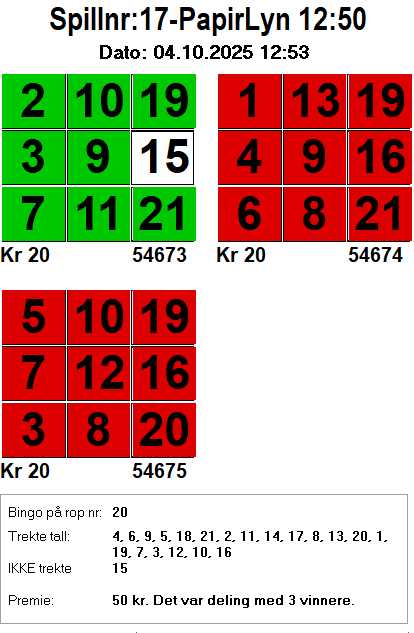 Spillnr:17-PapirLyn 12:50
Dato: 04.10.2025 12:53
2 10 19 1 13 19
3 9 15 4 9 16
7 11 21 6 8 21
Kr 20 54673 Kr 20 54674
5 10 19
7 12 16
3 8 20
Kr 20 54675
Bingo på rop nr: 20
Trekte tall: 4, 6, 9, 5, 18, 21, 2, 11, 14, 17, 8, 13, 20, 1,
19, 7, 3, 12, 10, 16
IKKE trekte 15
Premie: 50 kr. Det var deling med 3 vinnere.